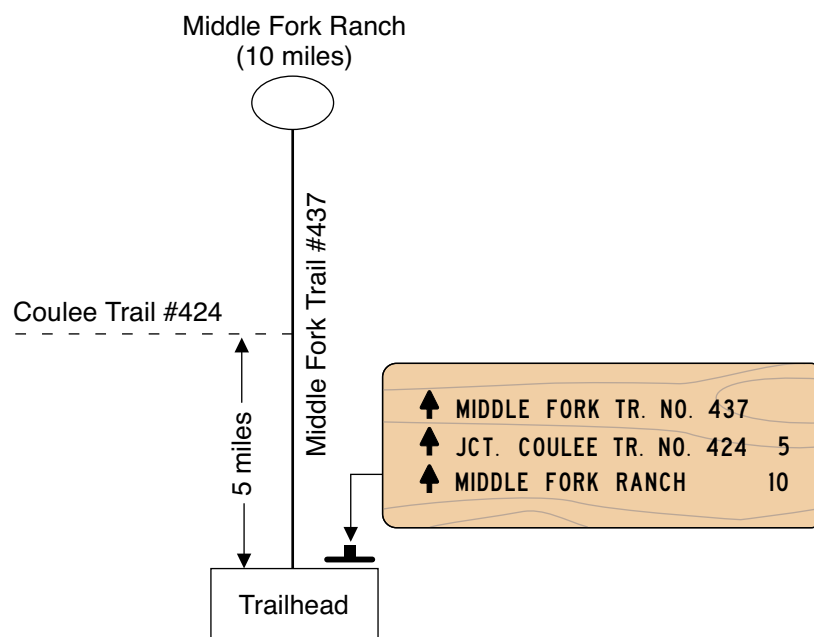 Middle Fork Ranch
(10 miles)
Middle Fork Trail #437
Coulee Trail #424
5 miles
MIDDLE FORK TR. NO. 437
JCT. COULEE TR. NO. 424 5
MIDDLE FORK RANCH 10
Trailhead